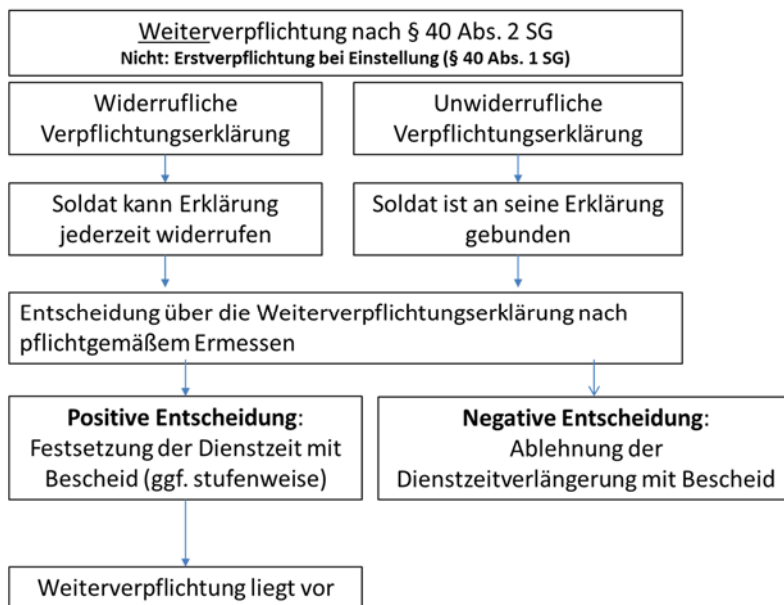 Weiterverpflichtung nach § 40 Abs. 2 SG
Nicht: Erstverpflichtung bei Einstellung (§ 40 Abs. 1 SG)
Widerrufliche
Verpflichtungserklärung
Unwiderrufliche
Verpflichtungserklärung
Soldat kann Erklärung
jederzeit widerrufen
Soldat ist an seine Erklärung
gebunden
Entscheidung über die Weiterverpflichtungserklärung nach
pflichtgemäßem Ermessen
Positive Entscheidung:
Festsetzung der Dienstzeit mit
Bescheid (ggf. stufenweise)
Negative Entscheidung:
Ablehnung der
Dienstzeitverlängerung mit Bescheid
Weiterverpflichtung liegt vor